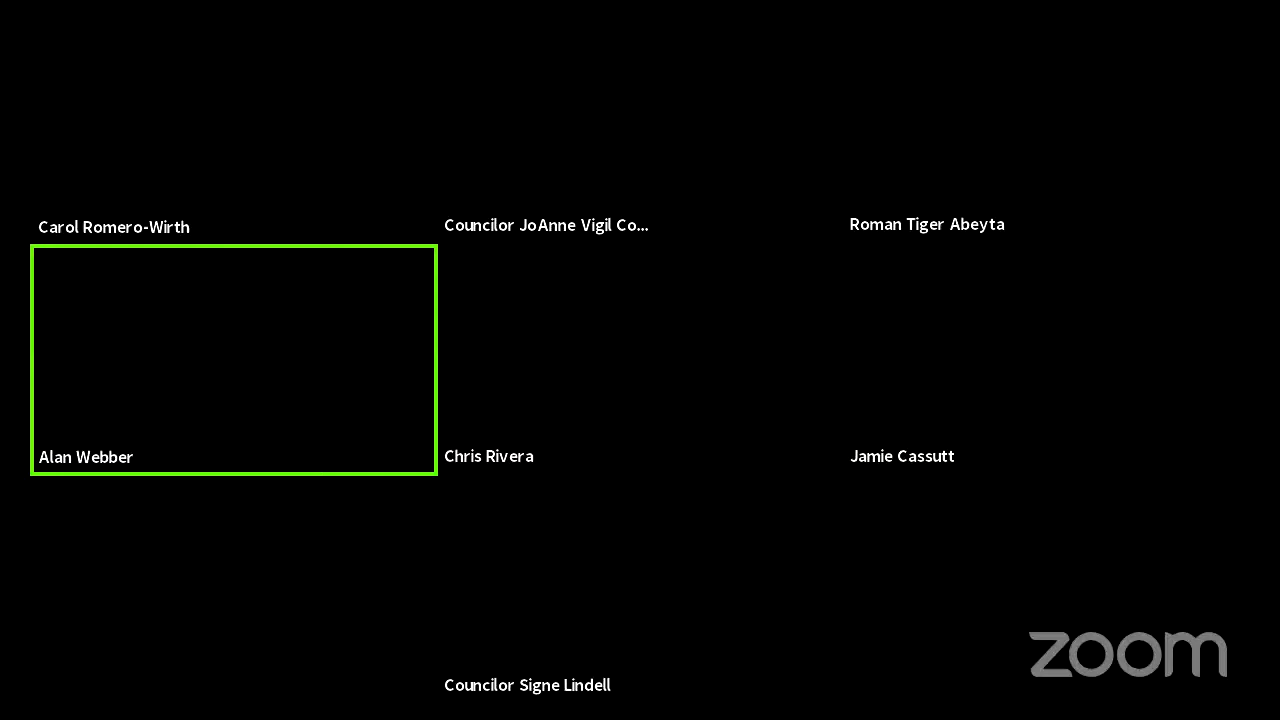 Carol Romero-Wirth
Councilor JoAnne Vigil Co...
Roman Tiger Abeyta
Alan Webber
Chris Rivera
Jamie Cassutt
Councilor Signe Lindell
zoom